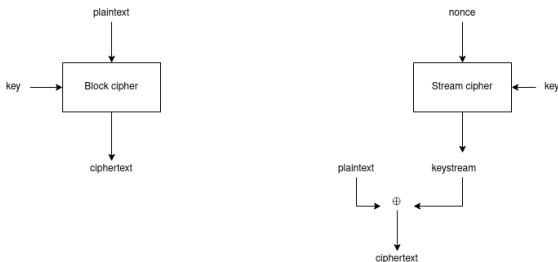 plaintext
key
Block cipher
ciphertext
nonce
Stream cipher
key
plaintext
keystream
⊕
ciphertext